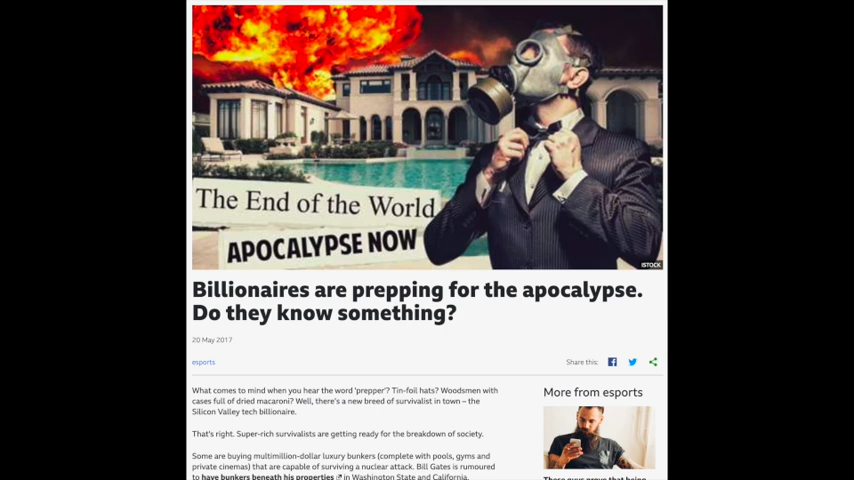 The End of the World
APOCALYPSE NOW
ISTOCK
Billionaires are prepping for the apocalypse.
Do they know something?
20 May 2017
esports
Share this:
What comes to mind when you hear the word 'prepper'? Tin-foil hats? Woodsmen with
cases full of dried macaroni? Well, there's a new breed of survivalist in town – the
Silicon Valley tech billionaire.
That's right. Super-rich survivalists are getting ready for the breakdown of society.
Some are buying multimillion-dollar luxury bunkers (complete with pools, gyms and
private cinemas) that are capable of surviving a nuclear attack. Bill Gates is rumoured
to have bunkers beneath his properties in Washington State and California.
More from esports
These guys prove that being